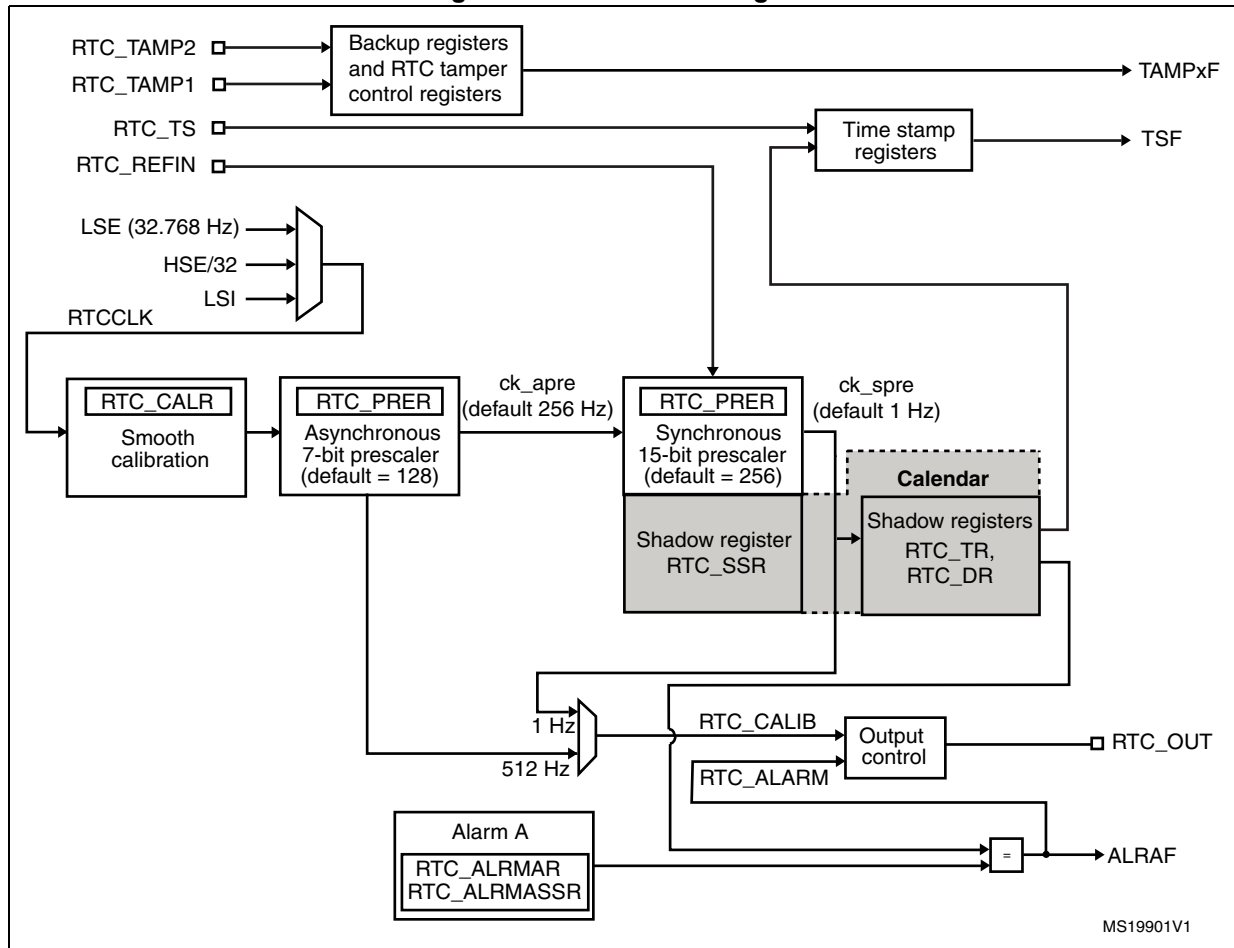 RTC_TAMP2
RTC_TAMP1
RTC_TS
RTC_REFIN
Backup registers
and RTC tamper
control registers
TAMPxF
Time stamp
registers
TSF
LSE (32.768 Hz)
HSE/32
LSI
RTCCLK
RTC_CALR
Smooth
calibration
RTC_PRER
Asynchronous
7-bit prescaler
(default = 128)
ck_apre
(default 256 Hz)
RTC_PRER
Synchronous
15-bit prescaler
(default = 256)
ck_spre
(default 1 Hz)
Calendar
Shadow register
RTC_SSR
Shadow registers
RTC_TR,
RTC_DR
1 Hz
512 Hz
RTC_CALIB
RTC_ALARM
Output
control
RTC_OUT
Alarm A
RTC_ALRMAR
RTC_ALRMASSR
=
ALRAF
MS19901V1